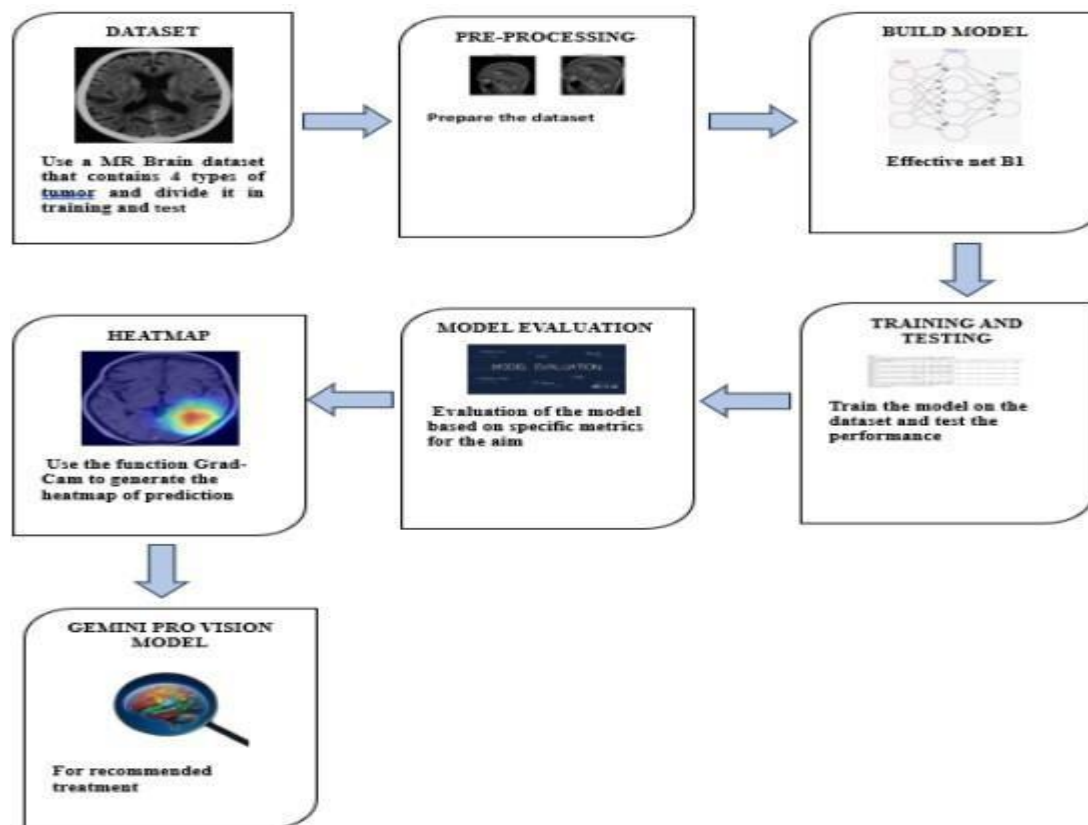 DATASET
Use a MR Brain dataset
that contains 4 types of
tumor and divide it in
training and test
PRE-PROCESSING
Prepare the dataset
BUILD MODEL
Effective net B1
TRAINING AND
TESTING
Train the model on the
dataset and test the
performance
MODEL EVALUATION
MODEL EVALUATION
Evaluation of the model
based on specific metrics
for the aim
HEATMAP
Use the function Grad-
Cam to generate the
heatmap of prediction
GEMINI PRO VISION
MODEL
For recommended
treatment